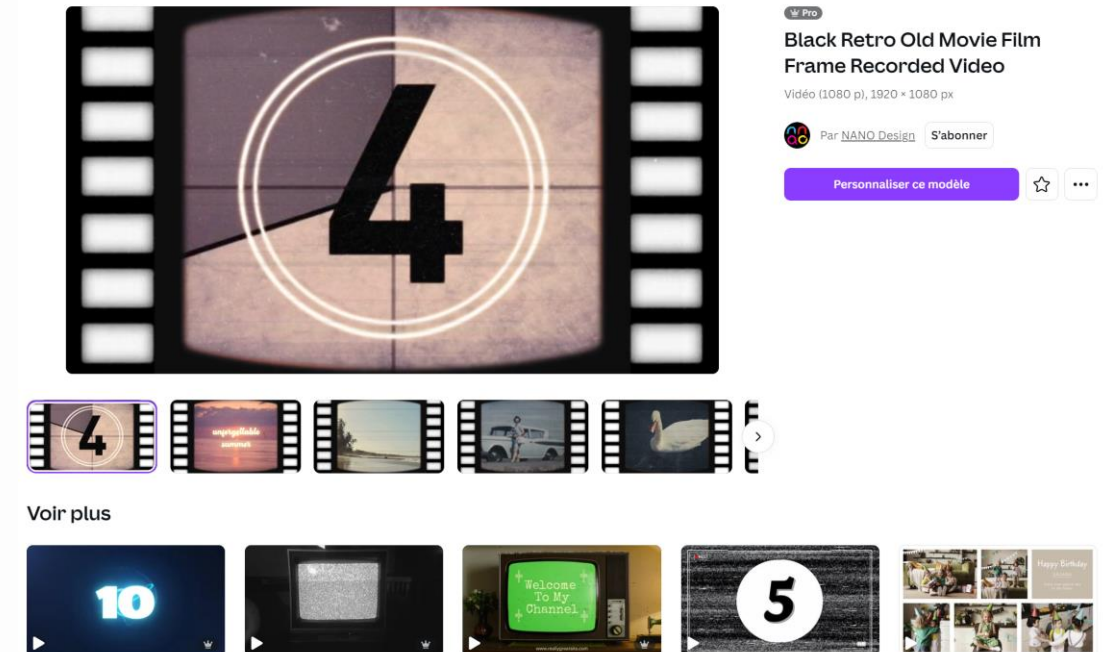 Pro
Black Retro Old Movie Film
Frame Recorded Video
Vidéo (1080 p), 1920 × 1080 px
Par NANO Design
S'abonner
Personnaliser ce modèle
4
4
unforgettable
summer
Voir plus
10
Welcome
To My
Channel
5
Happy Birthday